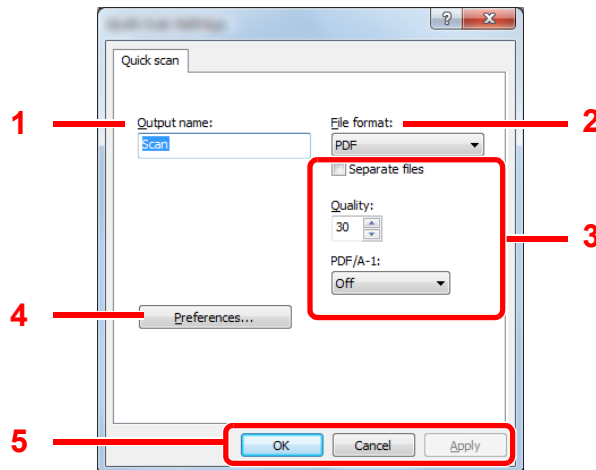 Quick scan
1
Output name:
Scan
File format:
2
PDF
Separate files
Quality:
30
3
PDF/A-1:
Off
4
Preferences...
5
OK
Cancel
Apply